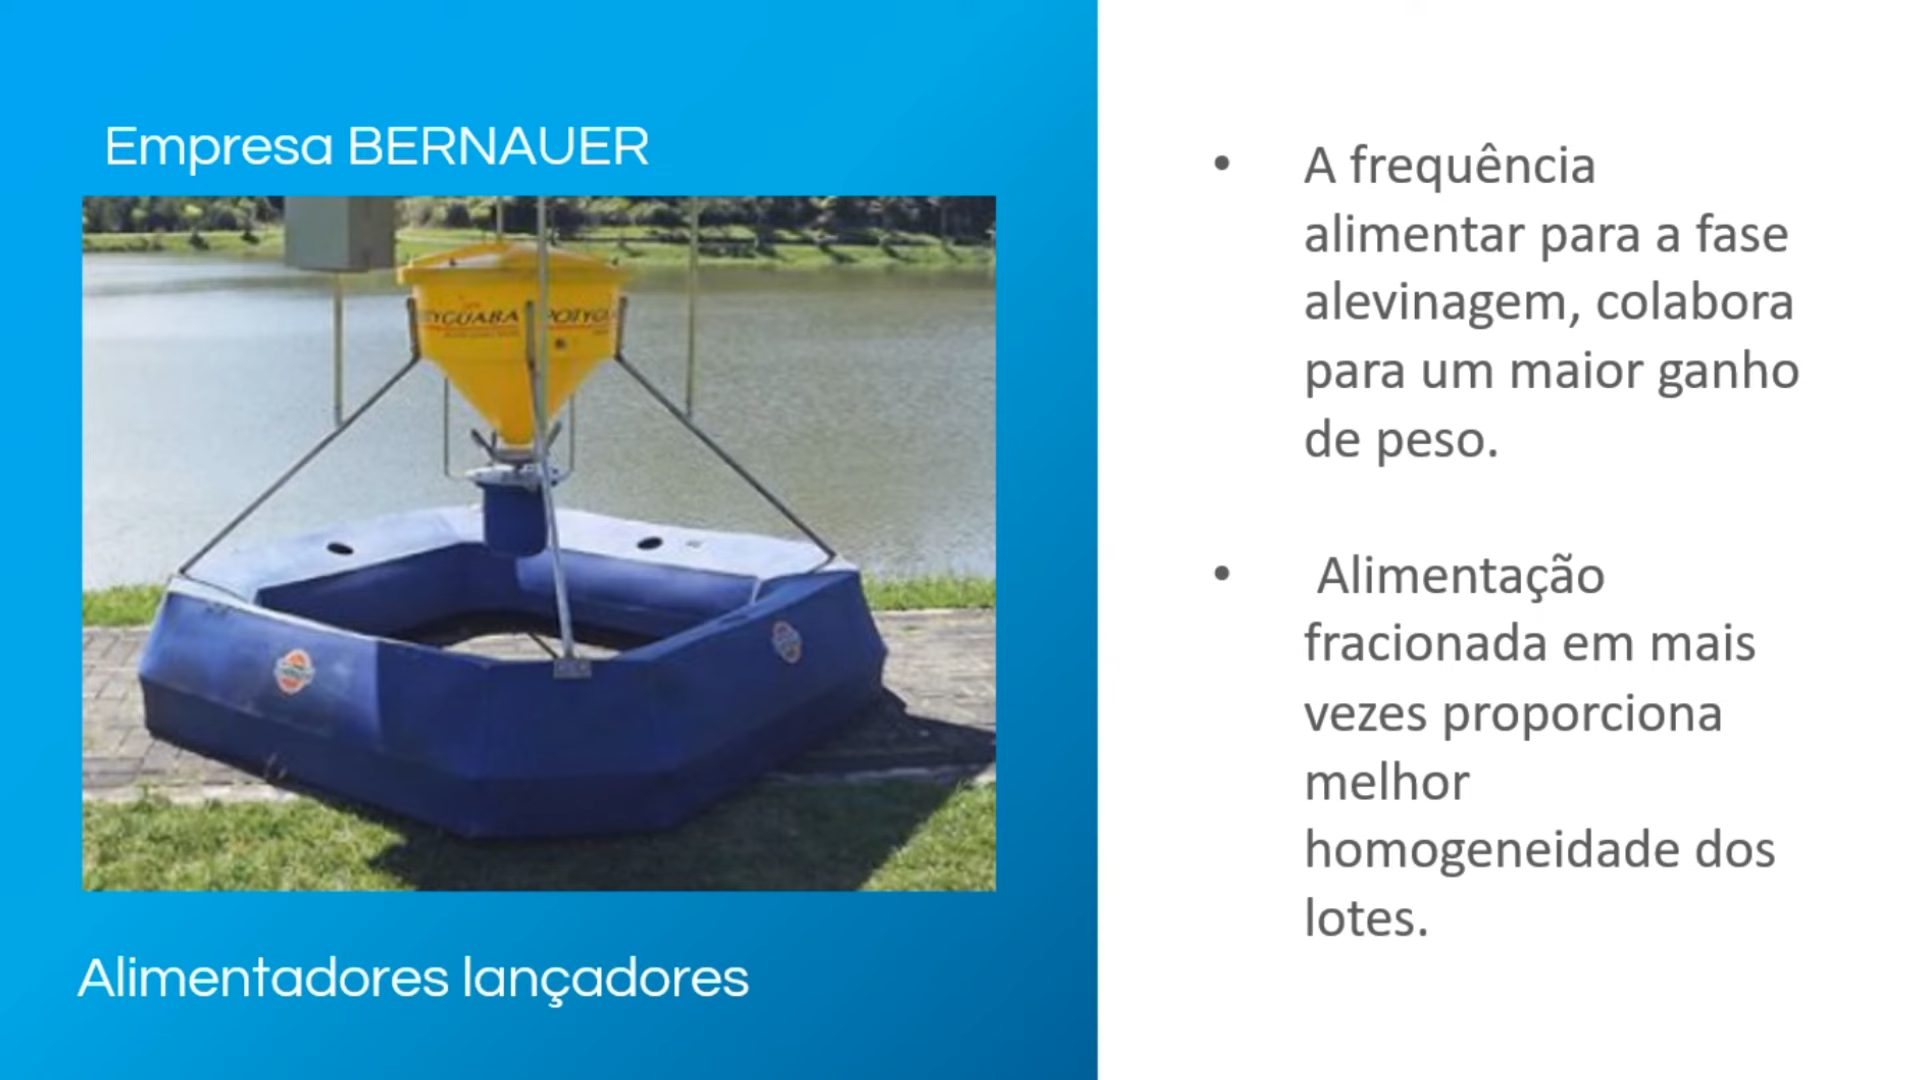 Empresa BERNAUER
Alimentadores lançadores
• A frequência
alimentar para a fase
alevinagem, colabora
para um maior ganho
de peso.
• Alimentação
fracionada em mais
vezes proporciona
melhor
homogeneidade dos
lotes.